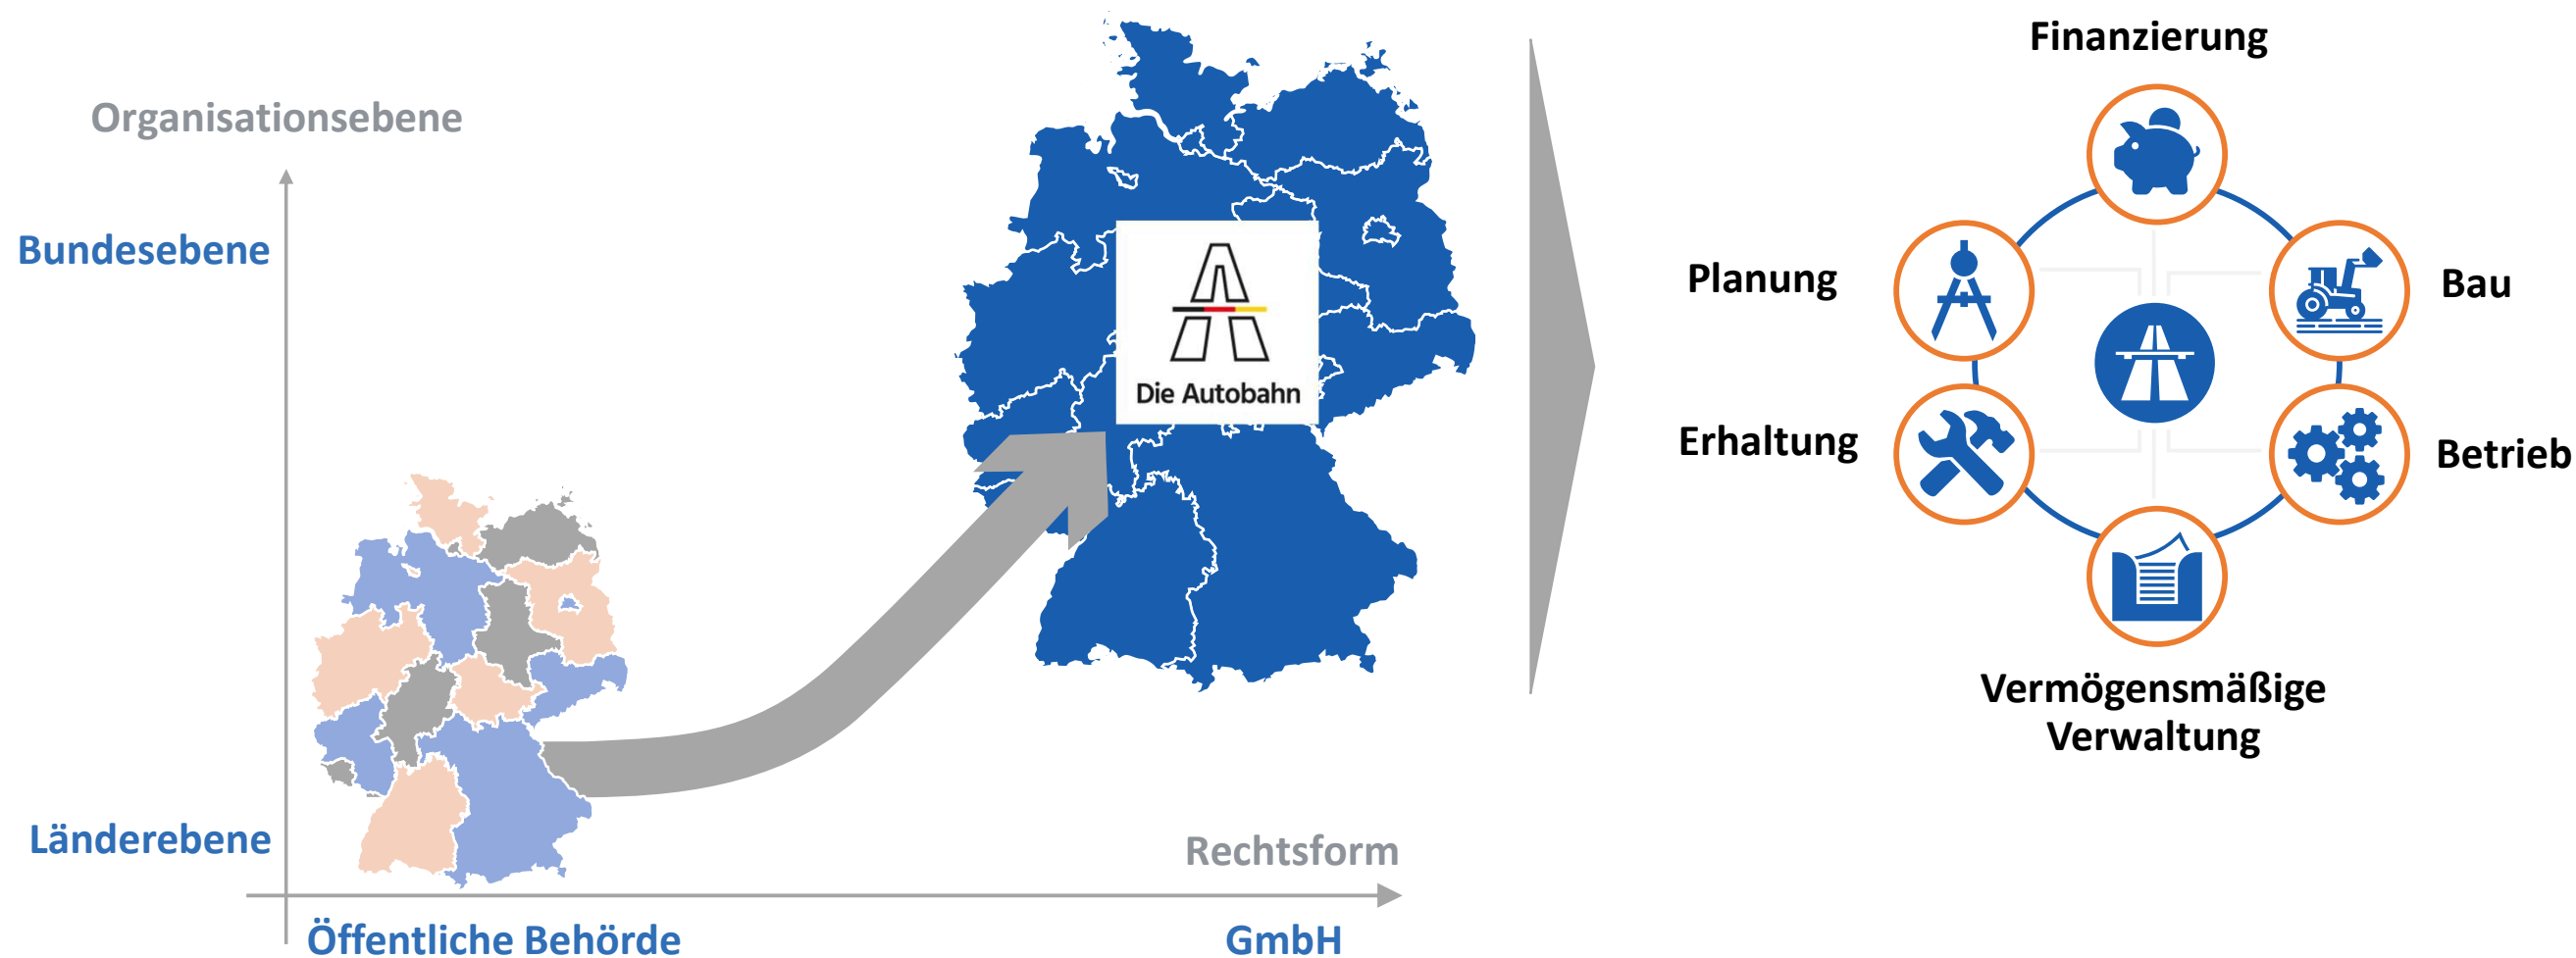 Organisationsebene
Bundesebene
Länderebene
Öffentliche Behörde
Rechtsform
GmbH
Die Autobahn
Finanzierung
Planung
Bau
Erhaltung
Betrieb
Vermögensmäßige
Verwaltung